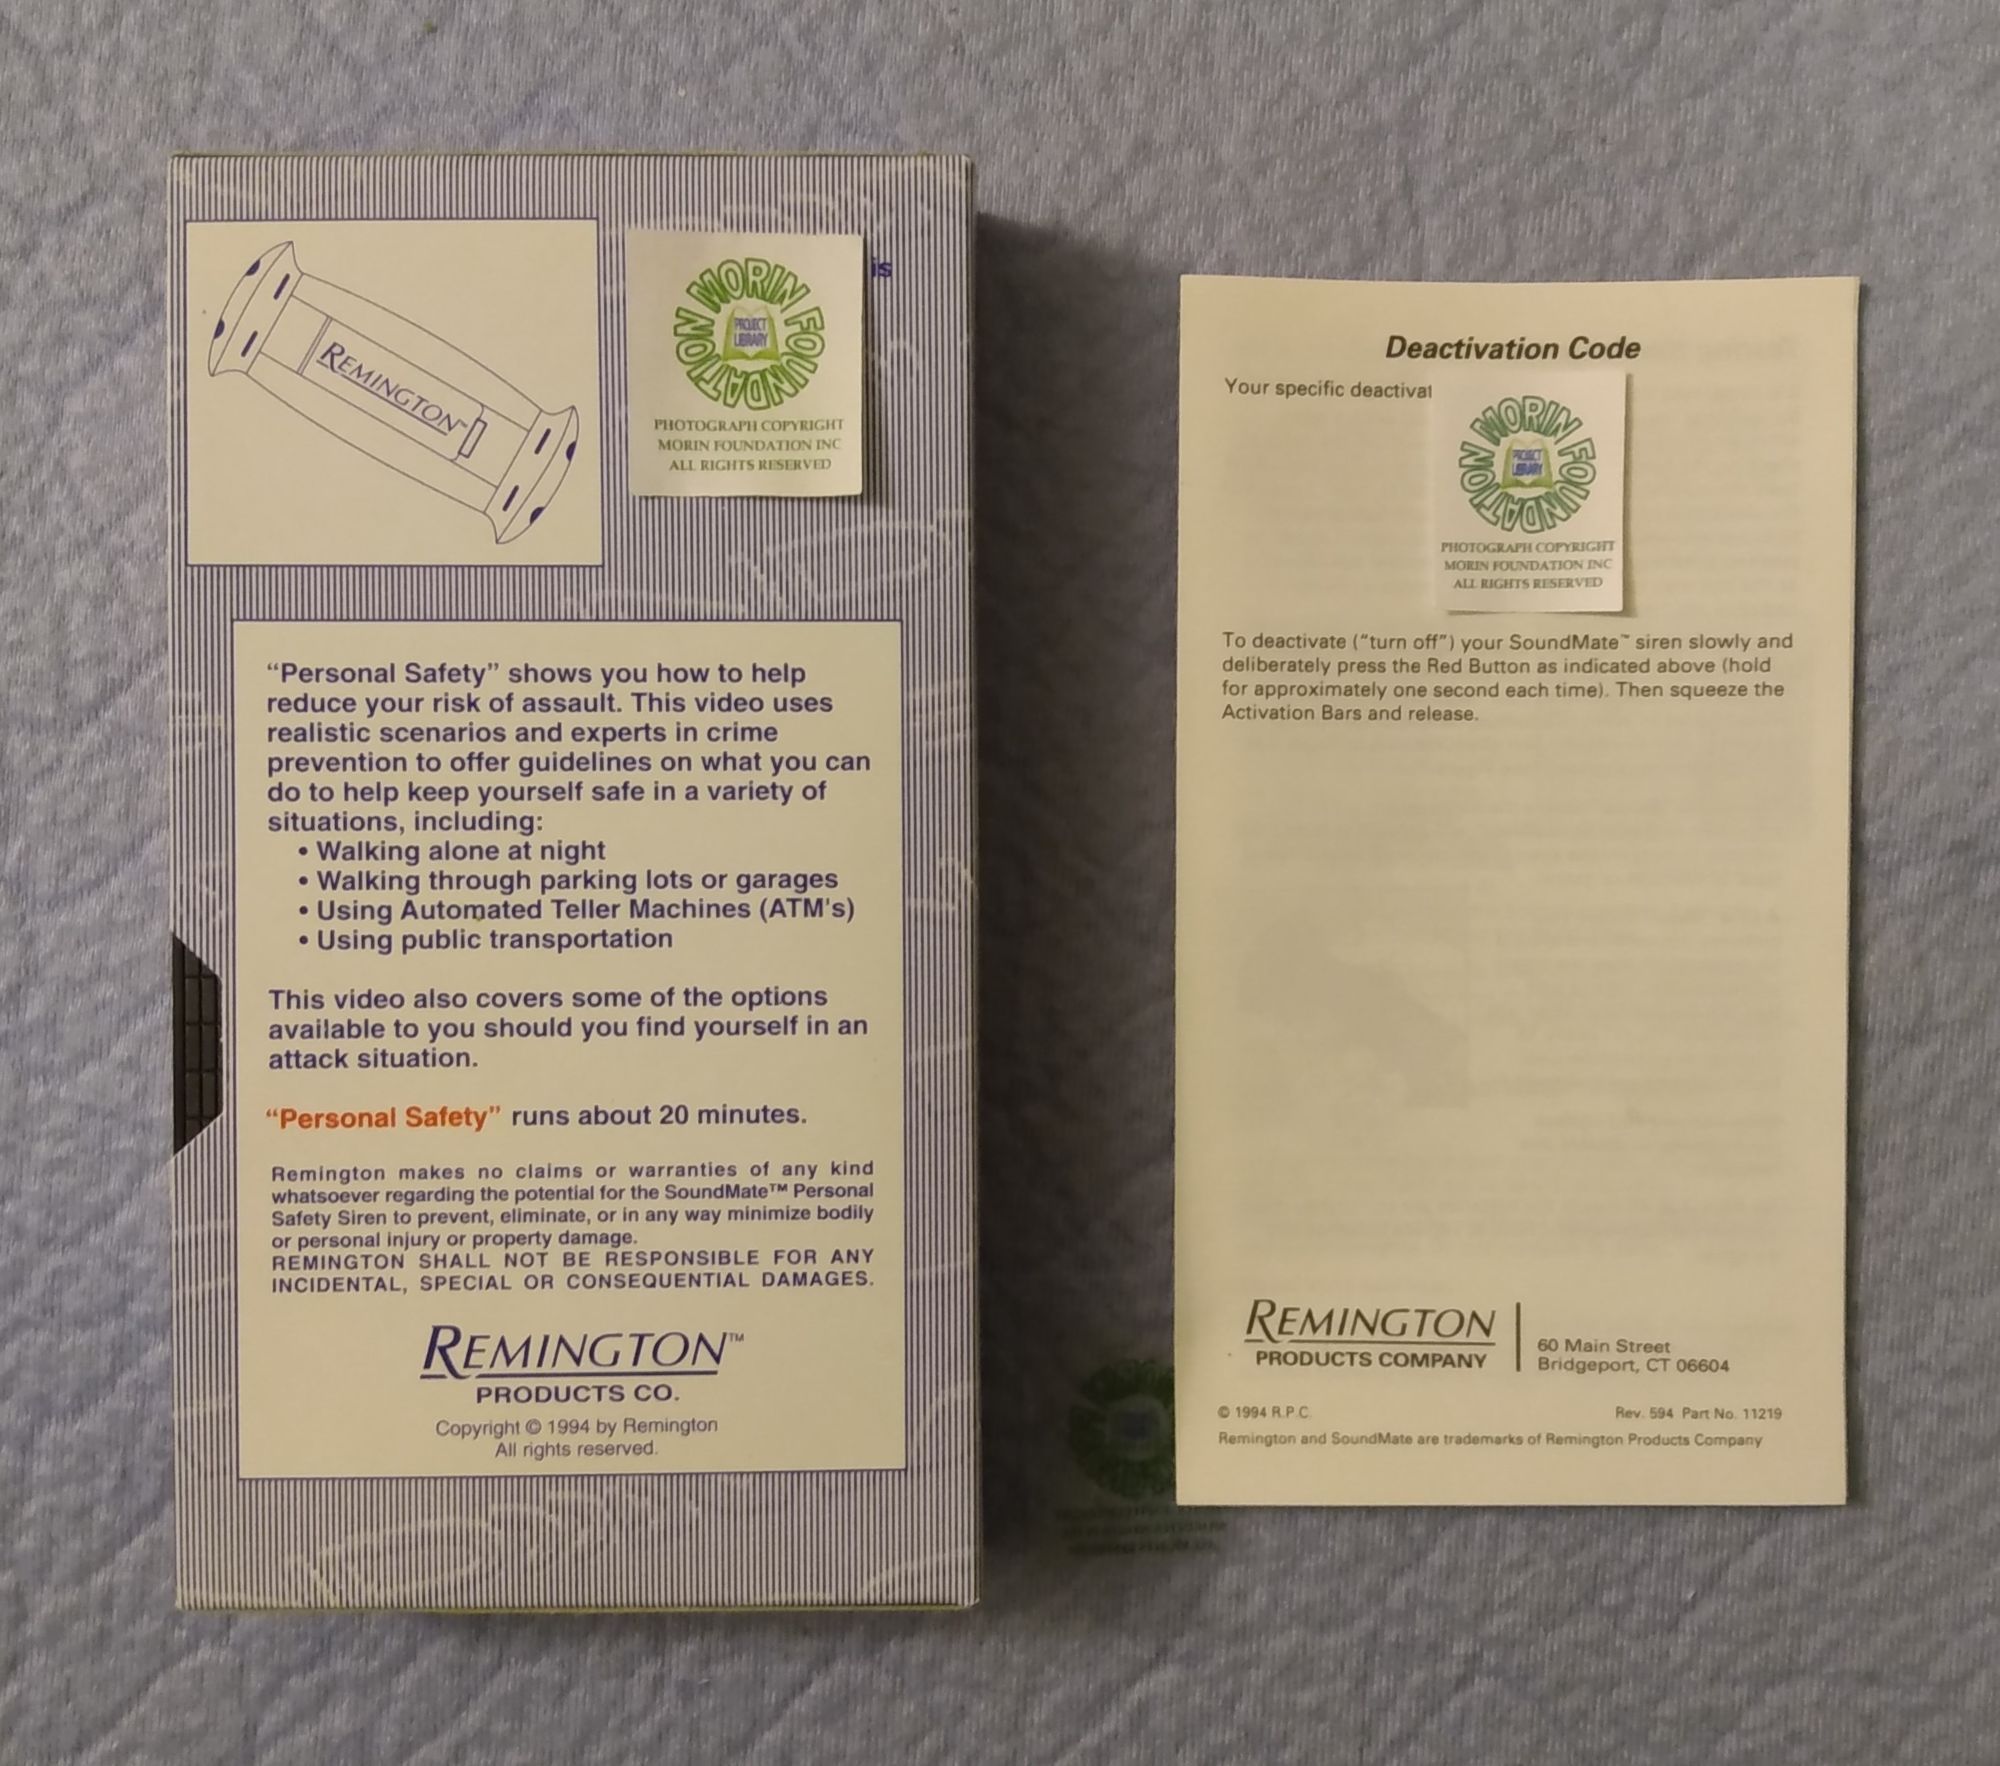 REMINGTON™
is
MORIN FOUNDATION
PROJECT
LIBRARY
PHOTOGRAPH COPYRIGHT
MORIN FOUNDATION INC
ALL RIGHTS RESERVED
“Personal Safety” shows you how to help
reduce your risk of assault. This video uses
realistic scenarios and experts in crime
prevention to offer guidelines on what you can
do to help keep yourself safe in a variety of
situations, including:
• Walking alone at night
• Walking through parking lots or garages
• Using Automated Teller Machines (ATM's)
• Using public transportation
This video also covers some of the options
available to you should you find yourself in an
attack situation.
“Personal Safety” runs about 20 minutes.
Remington makes no claims or warranties of any kind
whatsoever regarding the potential for the SoundMate™ Personal
Safety Siren to prevent, eliminate, or in any way minimize bodily
or personal injury or property damage.
REMINGTON SHALL NOT BE RESPONSIBLE FOR ANY
INCIDENTAL, SPECIAL OR CONSEQUENTIAL DAMAGES.
REMINGTON™
PRODUCTS CO.
Copyright © 1994 by Remington
All rights reserved.
Deactivation Code
Your specific deactivat
MORIN FOUNDATION
PROJECT
LIBRARY
PHOTOGRAPH COPYRIGHT
MORIN FOUNDATION INC
ALL RIGHTS RESERVED
To deactivate (“turn off”) your SoundMate™ siren slowly and
deliberately press the Red Button as indicated above (hold
for approximately one second each time). Then squeeze the
Activation Bars and release.
REMINGTON
PRODUCTS COMPANY
60 Main Street
Bridgeport, CT 06604
© 1994 R.P.C.
Rev. 594 Part No. 11219
Remington and SoundMate are trademarks of Remington Products Company